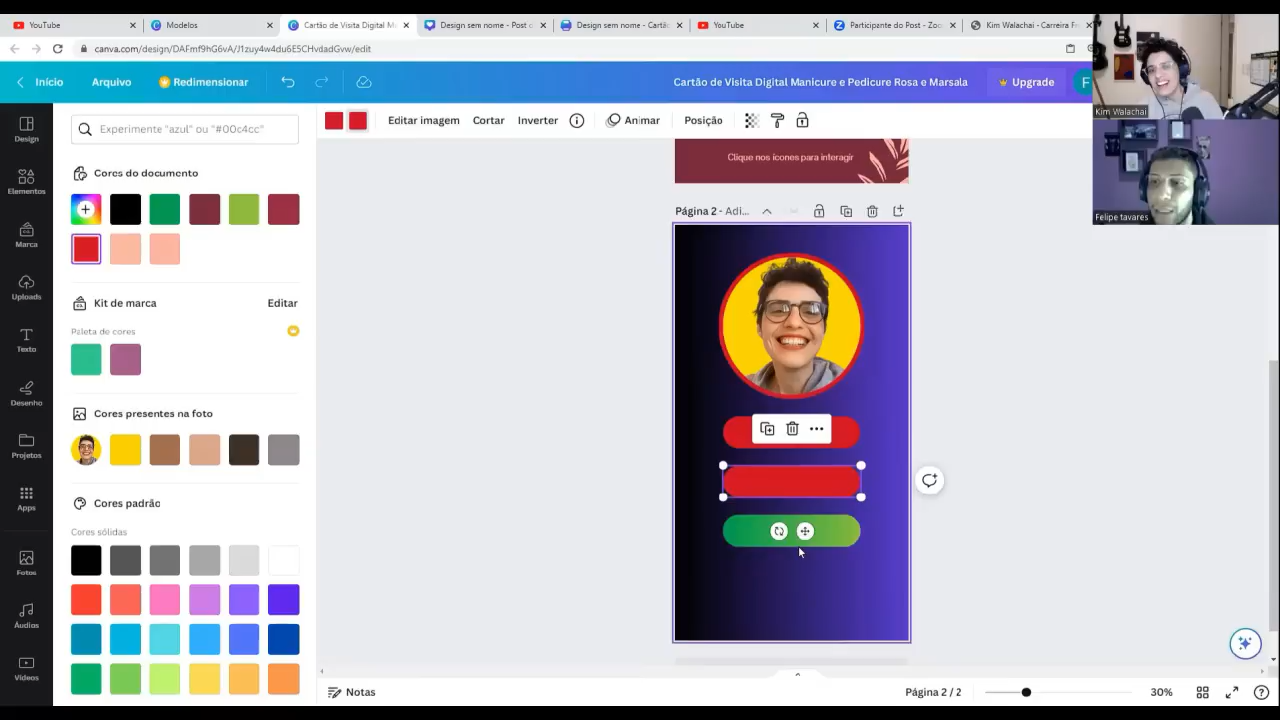 YouTube
Modelos
Cartão de Visita Digital M
Design sem nome - Post
Design sem nome - Cartão
YouTube
Participante do Post - Zoo
Kim Walachai - Carreira F
canva.com/design/DAFmf9hG6vA/J1zuy4w4du6E5CHvdadGvw/edit
Início
Arquivo
Redimensionar
Cartão de Visita Digital Manicure e Pedicure Rosa e Marsala
Upgrade
F
Kim Walachai
Felipe tavares
Design
Elementos
Marca
Uploads
Texto
Desenho
Projetos
Apps
Fotos
Áudios
Vídeos
Experimente "azul" ou "#00c4cc"
Cores do documento
Kit de marca
Editar
Paleta de cores
Cores presentes na foto
Cores padrão
Cores sólidas
Editar imagem
Cortar
Inverter
Animar
Posição
Clique nos ícones para interagir
Página 2 - Adi...
Notas
Página 2 / 2
30%